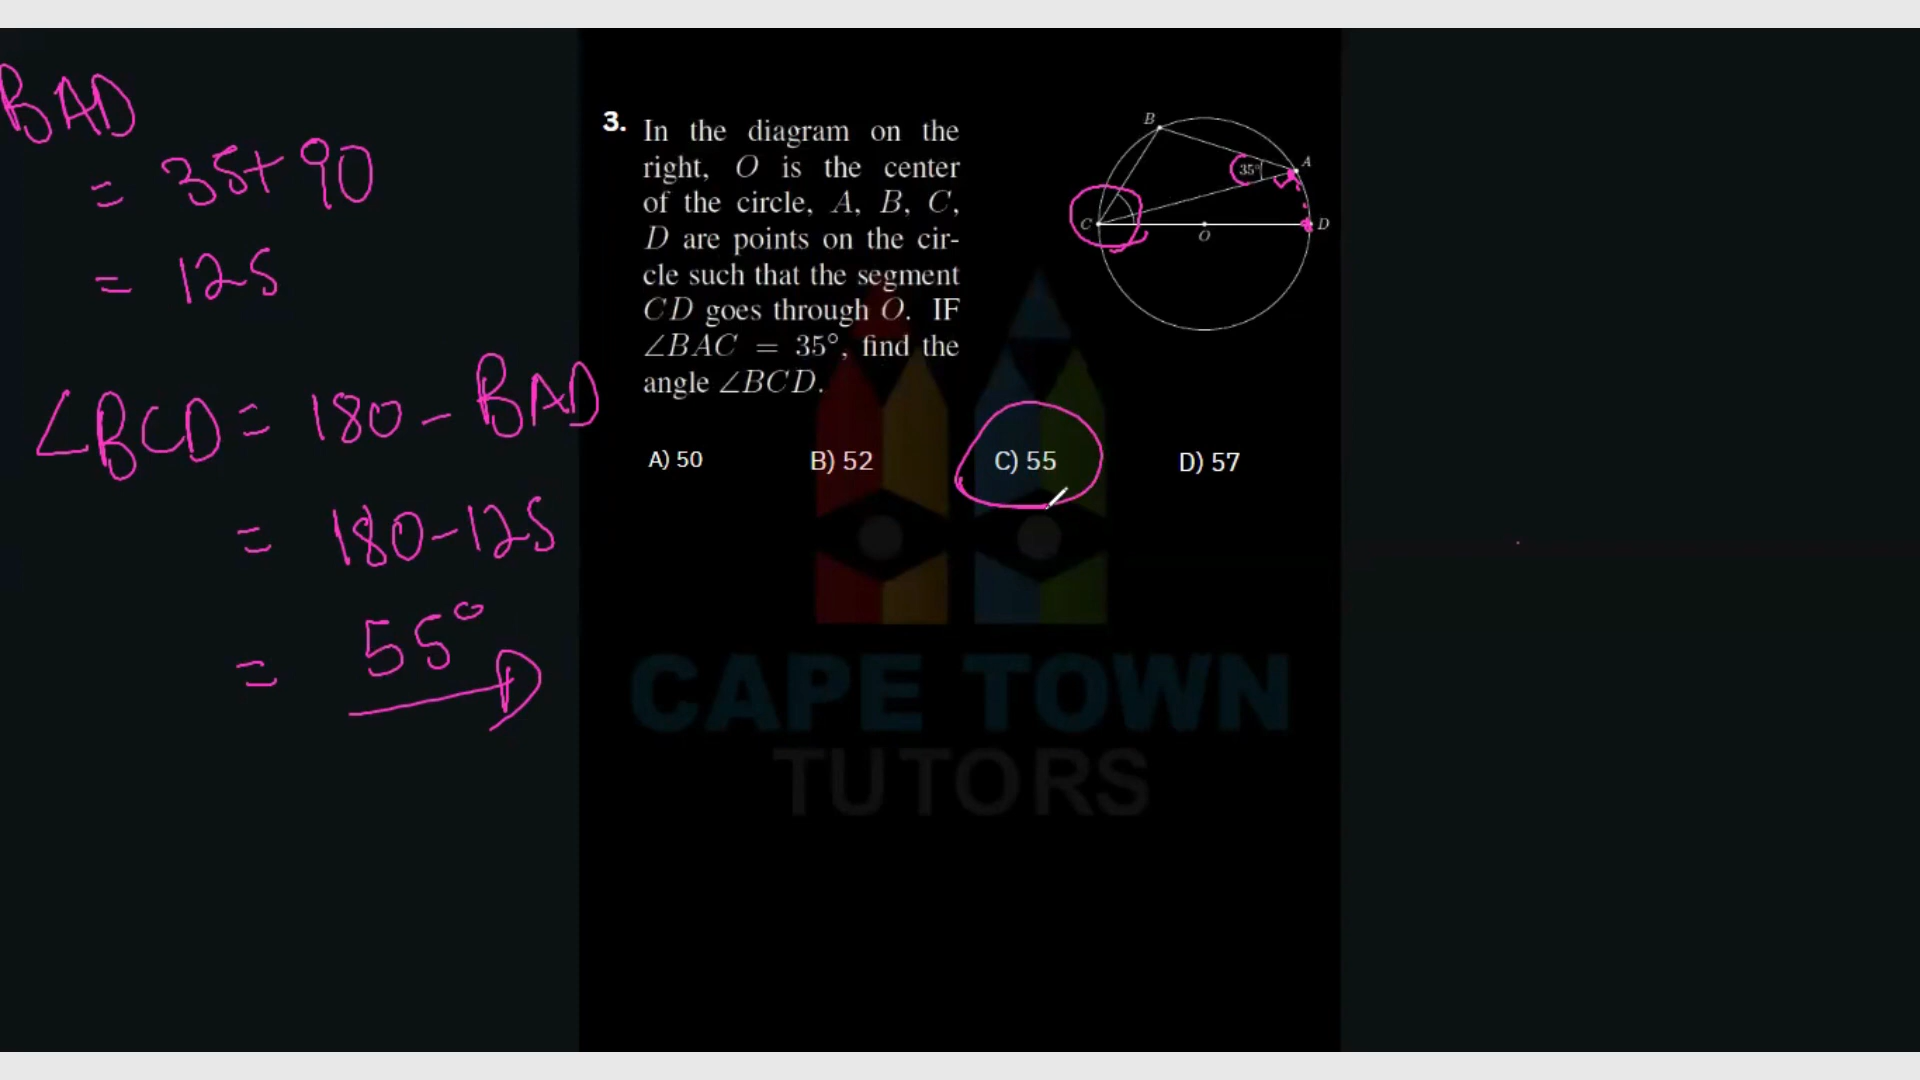 BAD
= 35+90
= 125
∠BCD = 180 - BAD
= 180-125
= 55°
3. In the diagram on the
right, O is the center
of the circle, A, B, C,
D are points on the cir-
cle such that the segment
CD goes through O. IF
∠BAC = 35°, find the
angle ∠BCD.
A) 50
B) 52
C) 55
D) 57
B
35°
A
C
O
D
CAPE TOWN
TUTORS